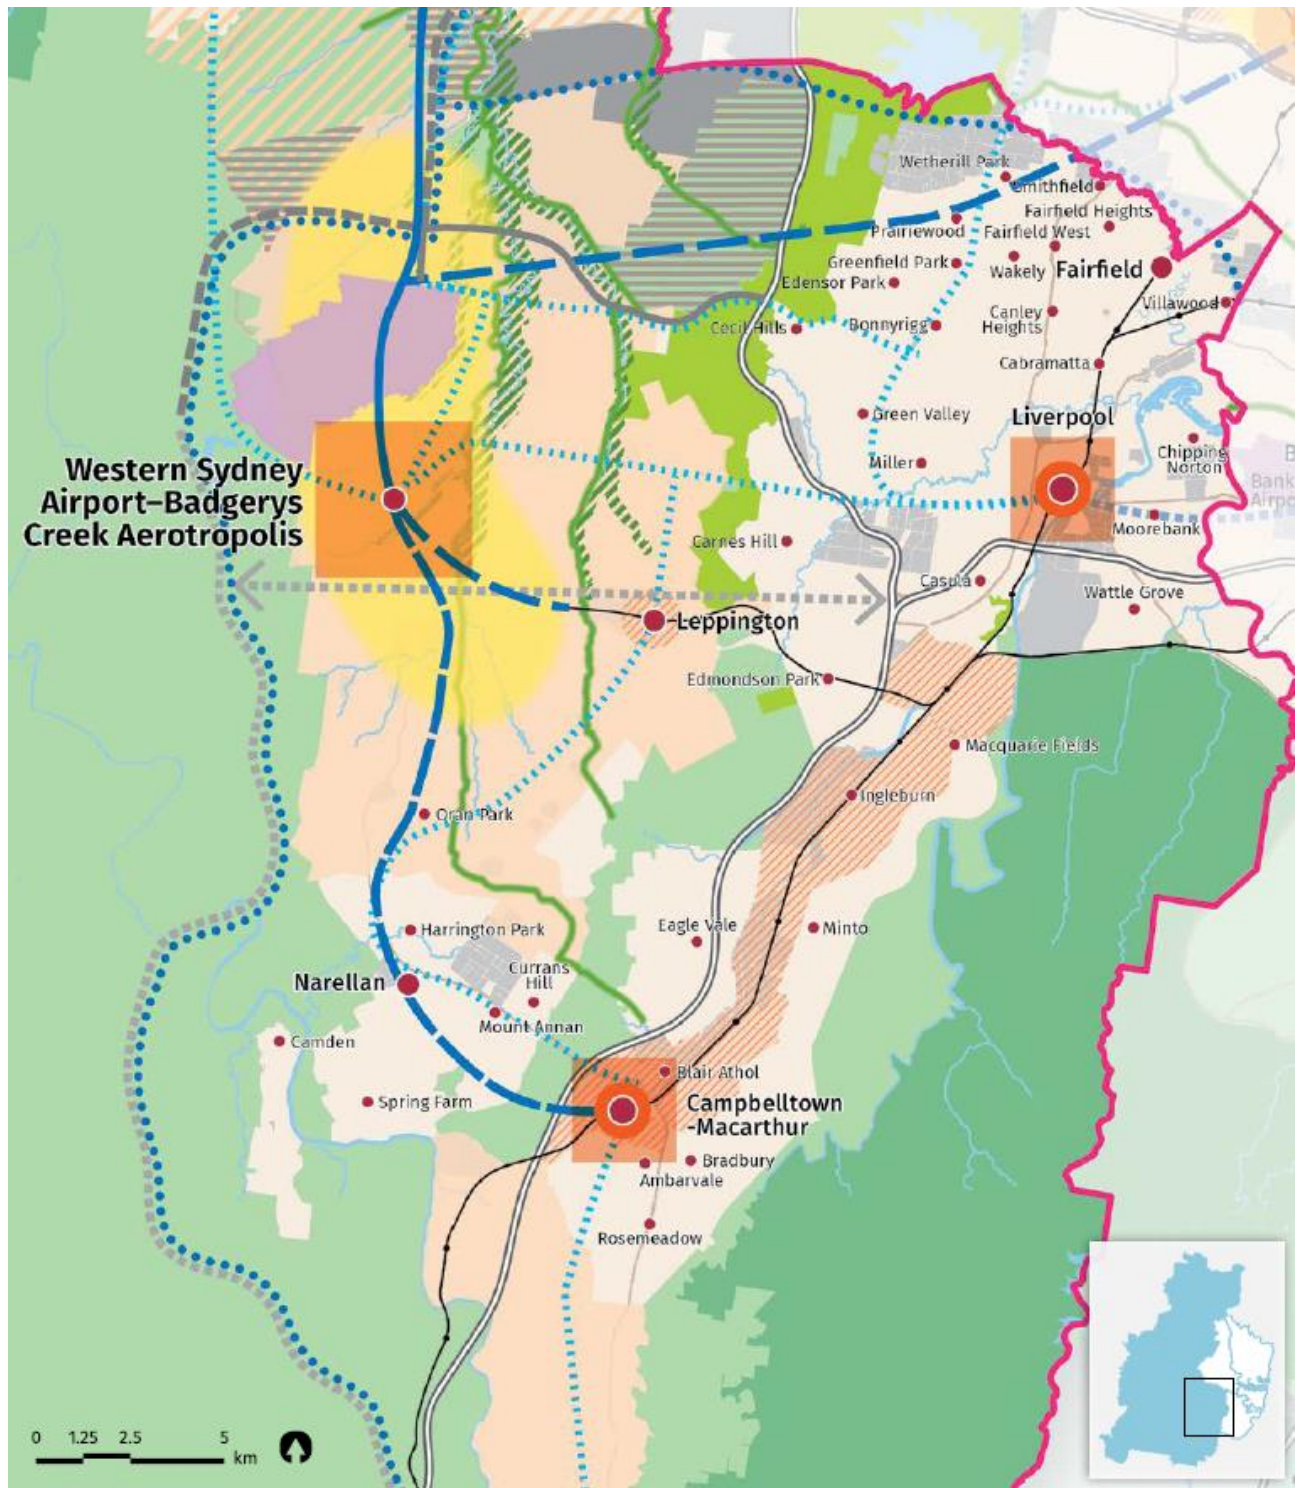 Wetherill Park
Smithfield
Fairfield Heights
Prairiewood
Fairfield West
Greenfield Park
Wakely
Fairfield
Edensor Park
Villawood
Canley
Heights
Cecil Hills
Bonnyrigg
Cabramatta
Liverpool
Green Valley
Chipping
Norton
Miller
Western Sydney
Airport–Badgerys
Creek Aerotropolis
Moorebank
Carnes Hill
Casula
Wattle Grove
Leppington
Edmondson Park
Macquarie Fields
Ingleburn
Oran Park
Harrington Park
Eagle Vale
Minto
Currans
Hill
Narellan
Mount Annan
Camden
Blair Athol
Spring Farm
Campbelltown
-Macarthur
Bradbury
Ambarvale
Rosemeadow
0 1.25 2.5 5
km